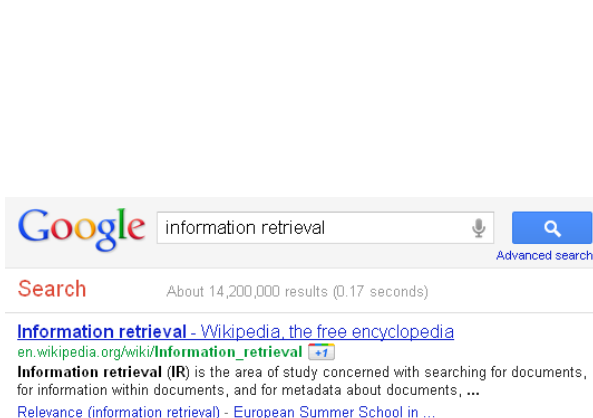 Google information retrieval
Advanced search
Search About 14,200,000 results (0.17 seconds)
Information retrieval - Wikipedia, the free encyclopedia
en.wikipedia.org/wiki/Information_retrieval +1
Information retrieval (IR) is the area of study concerned with searching for documents,
for information within documents, and for metadata about documents, ...
Relevance (information retrieval) - European Summer School in ...